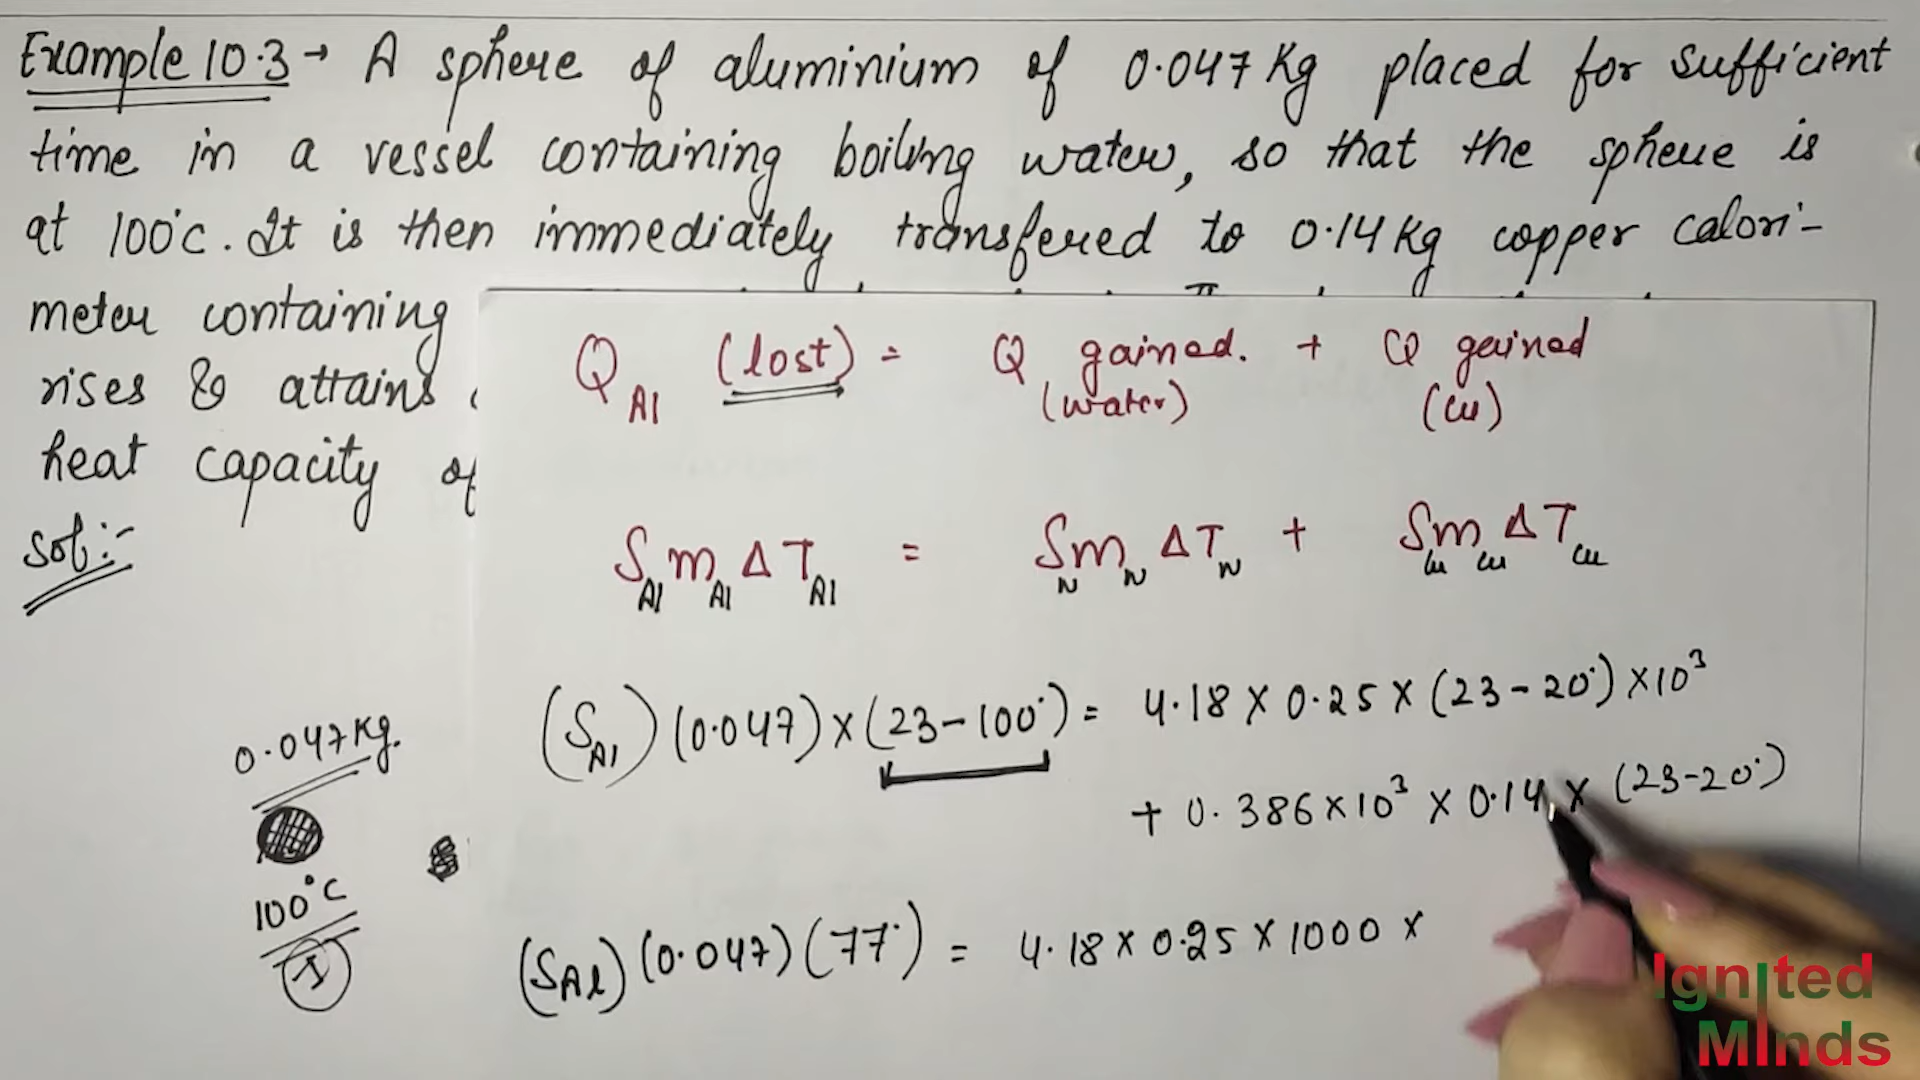 Example 10.3 → A sphere of aluminium of 0.047 Kg placed for sufficient
time in a vessel containing boiling water, so that the sphere is
at 100°c. It is then immediately transfered to 0.14 Kg copper calori-
meter containing
rises & attains
heat capacity of
Sol:-
Q Al (lost) = Q gained. (water) + Q gained (Cu)
S Al m Al ΔT Al = S w m w ΔT w + S cu m cu ΔT cu
(S Al) (0.047) × (23 - 100°) = 4.18 × 0.25 × (23 - 20°) × 10³
+ 0.386 × 10³ × 0.14 × (23-20°)
(S Al) (0.047) (77°) = 4.18 × 0.25 × 1000 ×
0.047 Kg.
100°C
Ignited
Minds